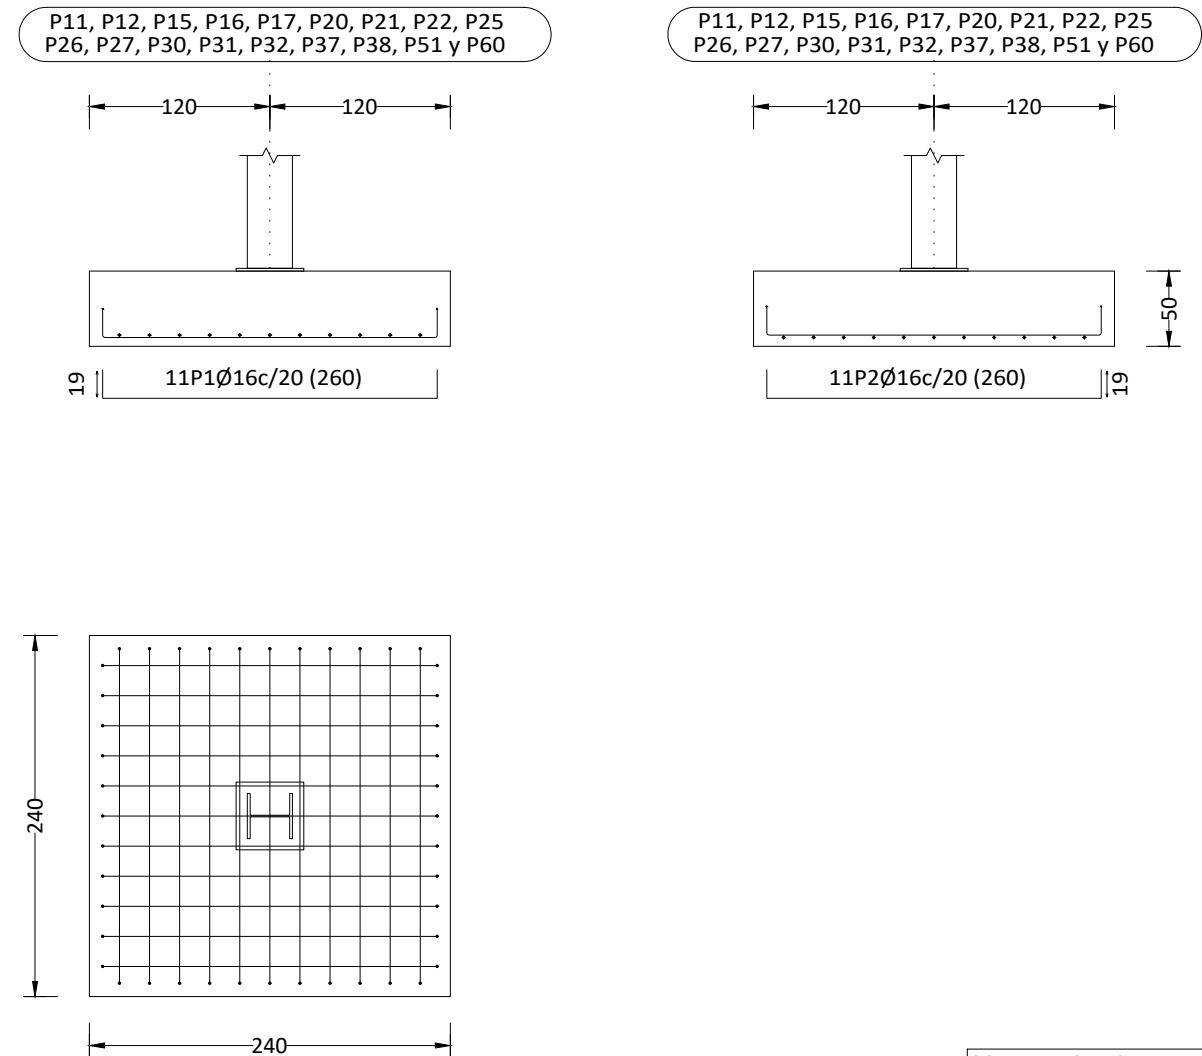 P11, P12, P15, P16, P17, P20, P21, P22, P25
P26, P27, P30, P31, P32, P37, P38, P51 y P60
P11, P12, P15, P16, P17, P20, P21, P22, P25
P26, P27, P30, P31, P32, P37, P38, P51 y P60
120
120
120
120
50
19
11P1Ø16c/20 (260)
11P2Ø16c/20 (260)
19
240
240